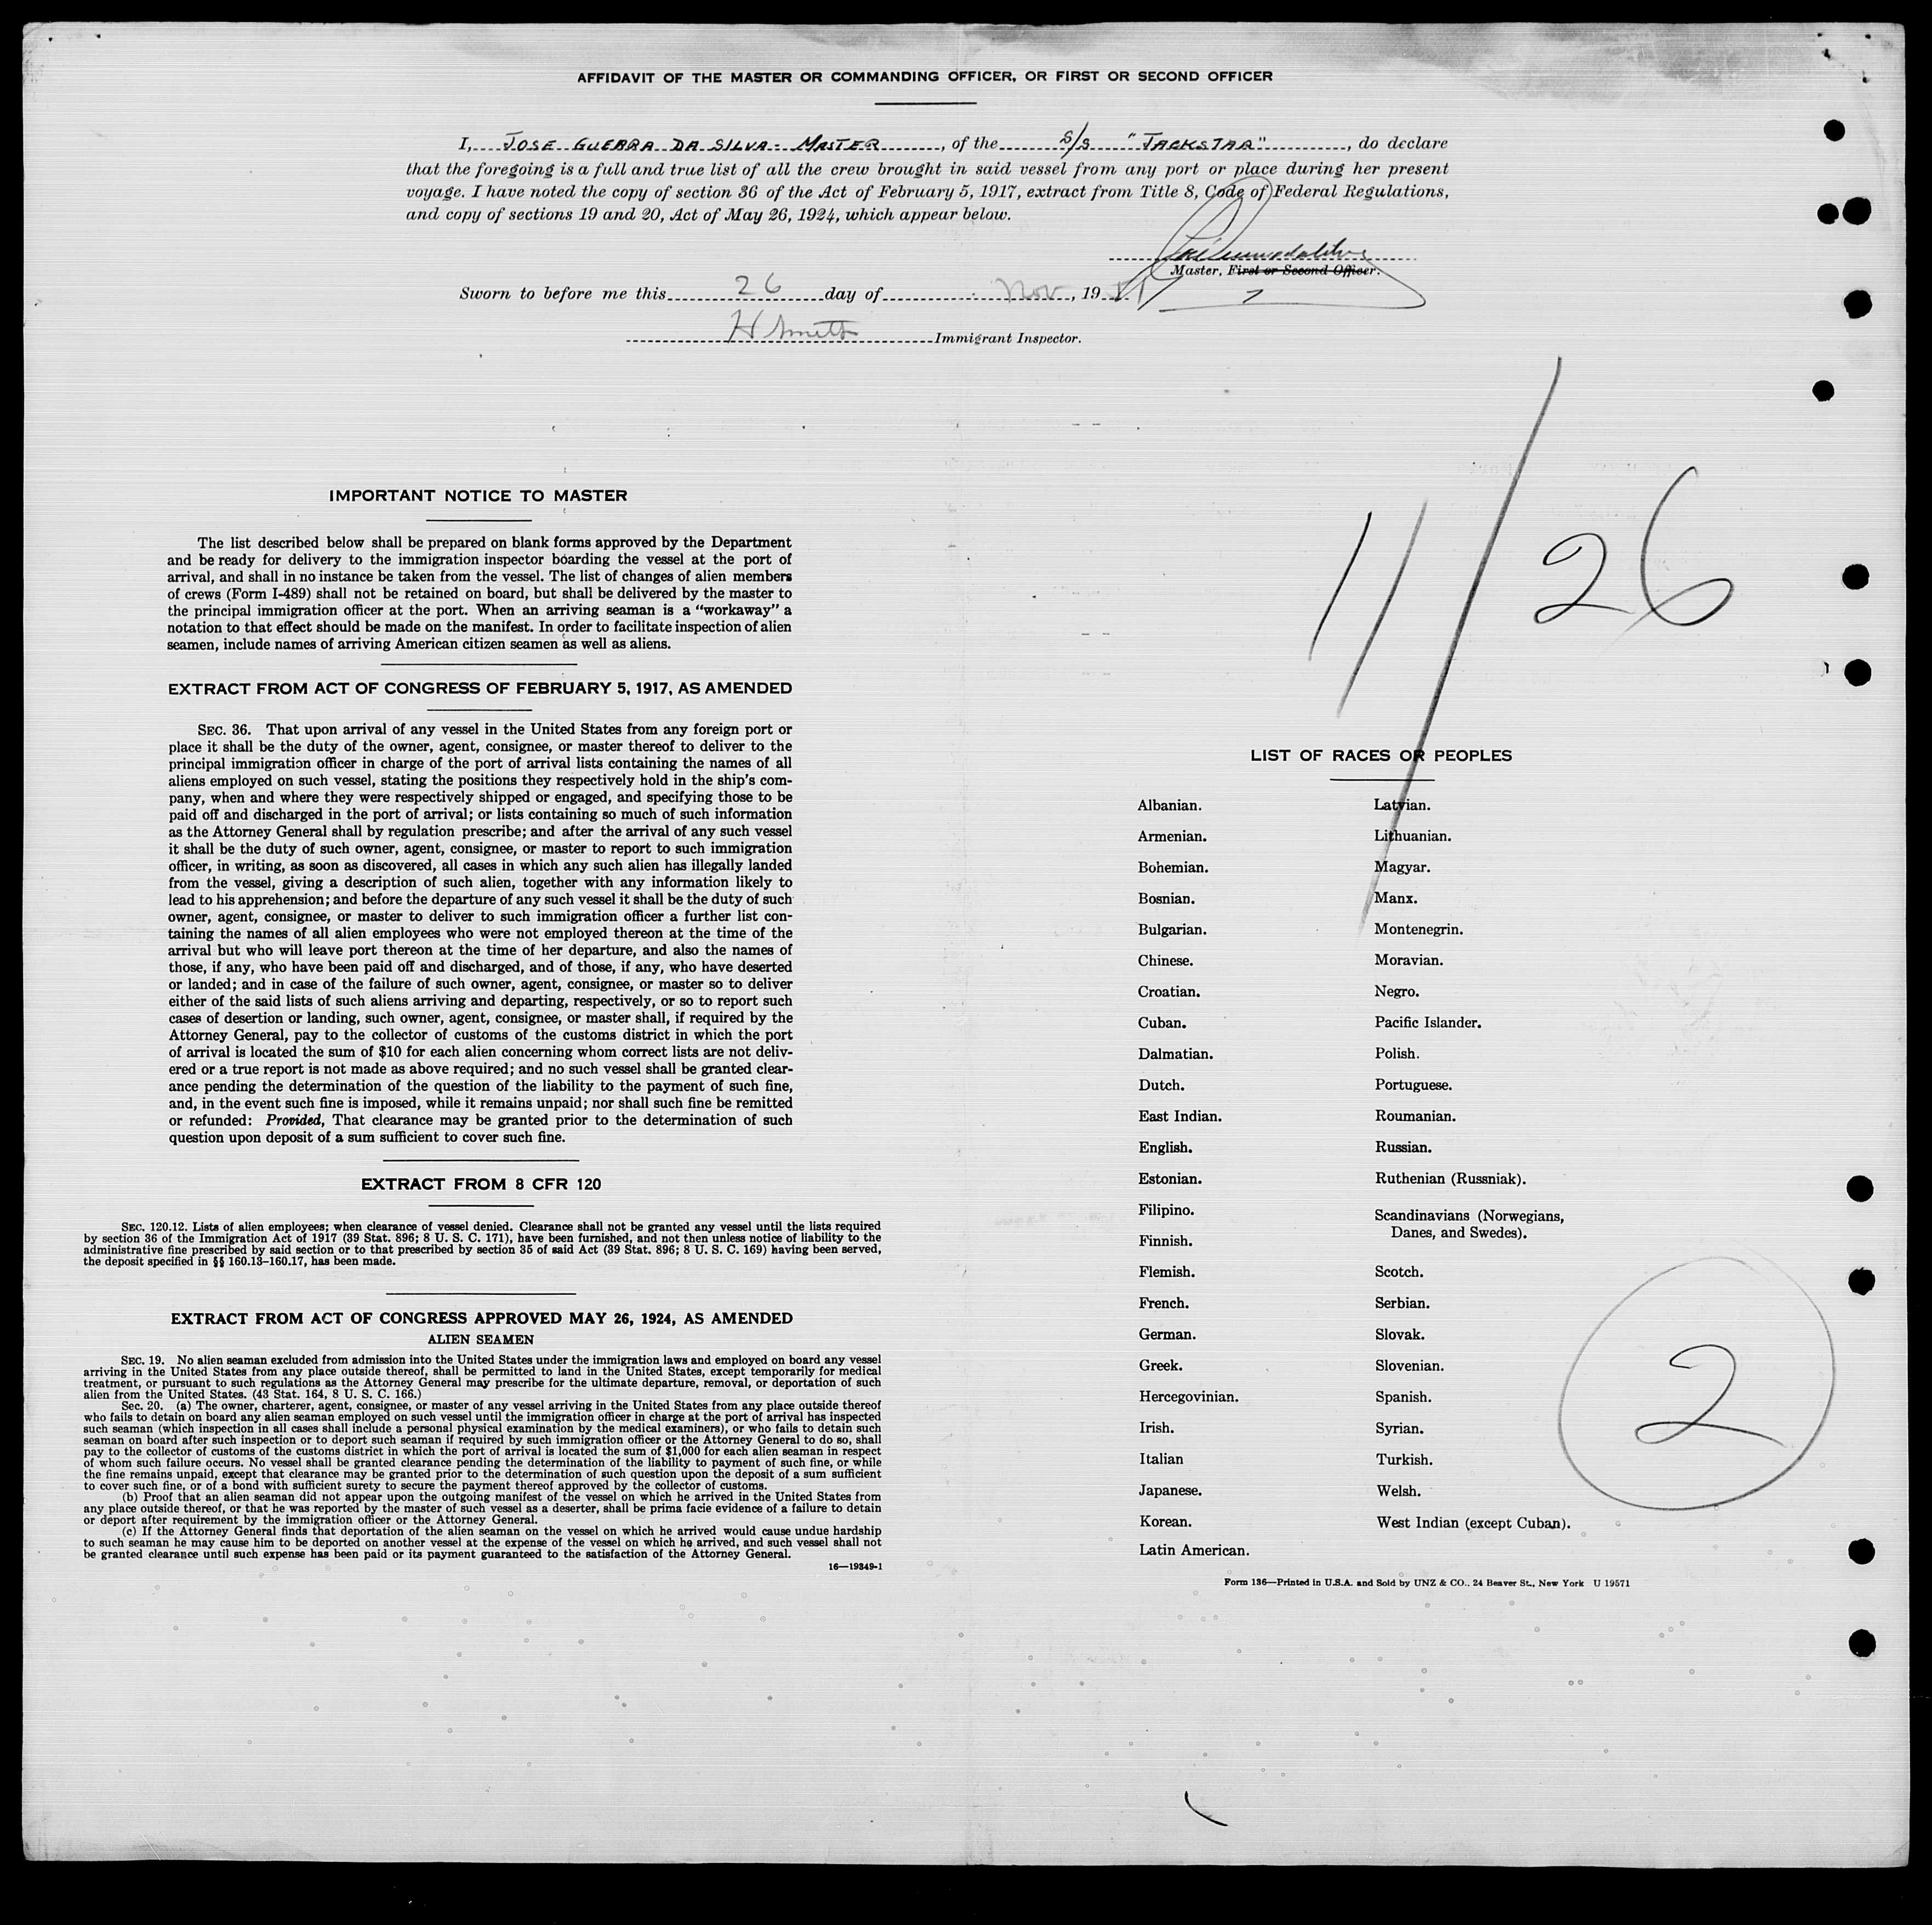 AFFIDAVIT OF THE MASTER OR COMMANDING OFFICER, OR FIRST OR SECOND OFFICER
I, JOSE GUERRA DA SILVA - MASTER, of the S/S "JACKSTAR", do declare
that the foregoing is a full and true list of all the crew brought in said vessel from any port or place during her present
voyage. I have noted the copy of section 36 of the Act of February 5, 1917, extract from Title 8, Code of Federal Regulations,
and copy of sections 19 and 20, Act of May 26, 1924, which appear below.
Master, First or Second Officer.
Sworn to before me this 26 day of Nov, 1951
H Smith Immigrant Inspector.
11/26
IMPORTANT NOTICE TO MASTER
The list described below shall be prepared on blank forms approved by the Department
and be ready for delivery to the immigration inspector boarding the vessel at the port of
arrival, and shall in no instance be taken from the vessel. The list of changes of alien members
of crews (Form I-489) shall not be retained on board, but shall be delivered by the master to
the principal immigration officer at the port. When an arriving seaman is a "workaway" a
notation to that effect should be made on the manifest. In order to facilitate inspection of alien
seamen, include names of arriving American citizen seamen as well as aliens.
EXTRACT FROM ACT OF CONGRESS OF FEBRUARY 5, 1917, AS AMENDED
SEC. 36. That upon arrival of any vessel in the United States from any foreign port or
place it shall be the duty of the owner, agent, consignee, or master thereof to deliver to the
principal immigration officer in charge of the port of arrival lists containing the names of all
aliens employed on such vessel, stating the positions they respectively hold in the ship's com-
pany, when and where they were respectively shipped or engaged, and specifying those to be
paid off and discharged in the port of arrival; or lists containing so much of such information
as the Attorney General shall by regulation prescribe; and after the arrival of any such vessel
it shall be the duty of such owner, agent, consignee, or master to report to such immigration
officer, in writing, as soon as discovered, all cases in which any such alien has illegally landed
from the vessel, giving a description of such alien, together with any information likely to
lead to his apprehension; and before the departure of any such vessel it shall be the duty of such
owner, agent, consignee, or master to deliver to such immigration officer a further list con-
taining the names of all alien employees who were not employed thereon at the time of the
arrival but who will leave port thereon at the time of her departure, and also the names of
those, if any, who have been paid off and discharged, and of those, if any, who have deserted
or landed; and in case of the failure of such owner, agent, consignee, or master so to deliver
either of the said lists of such aliens arriving and departing, respectively, or so to report such
cases of desertion or landing, such owner, agent, consignee, or master shall, if required by the
Attorney General, pay to the collector of customs of the customs district in which the port
of arrival is located the sum of $10 for each alien concerning whom correct lists are not deliv-
ered or a true report is not made as above required; and no such vessel shall be granted clear-
ance pending the determination of the question of the liability to the payment of such fine,
and, in the event such fine is imposed, while it remains unpaid; nor shall such fine be remitted
or refunded: Provided, That clearance may be granted prior to the determination of such
question upon deposit of a sum sufficient to cover such fine.
EXTRACT FROM 8 CFR 120
SEC. 120.12. Lists of alien employees; when clearance of vessel denied. Clearance shall not be granted any vessel until the lists required
by section 36 of the Immigration Act of 1917 (39 Stat. 896; 8 U. S. C. 171), have been furnished, and not then unless notice of liability to the
administrative fine prescribed by said section or to that prescribed by section 35 of said Act (39 Stat. 896; 8 U. S. C. 169) having been served,
the deposit specified in §§ 160.13–160.17, has been made.
EXTRACT FROM ACT OF CONGRESS APPROVED MAY 26, 1924, AS AMENDED
ALIEN SEAMEN
SEC. 19. No alien seaman excluded from admission into the United States under the immigration laws and employed on board any vessel
arriving in the United States from any place outside thereof, shall be permitted to land in the United States, except temporarily for medical
treatment, or pursuant to such regulations as the Attorney General may prescribe for the ultimate departure, removal, or deportation of such
alien from the United States. (43 Stat. 164, 8 U. S. C. 166.)
Sec. 20. (a) The owner, charterer, agent, consignee, or master of any vessel arriving in the United States from any place outside thereof
who fails to detain on board any alien seaman employed on such vessel until the immigration officer in charge at the port of arrival has inspected
such seaman (which inspection in all cases shall include a personal physical examination by the medical examiners), or who fails to detain such
seaman on board after such inspection or to deport such seaman if required by such immigration officer or the Attorney General to do so, shall
pay to the collector of customs of the customs district in which the port of arrival is located the sum of $1,000 for each alien seaman in respect
of whom such failure occurs. No vessel shall be granted clearance pending the determination of the liability to payment of such fine, or while
the fine remains unpaid, except that clearance may be granted prior to the determination of such question upon the deposit of a sum sufficient
to cover such fine, or of a bond with sufficient surety to secure the payment thereof approved by the collector of customs.
(b) Proof that an alien seaman did not appear upon the outgoing manifest of the vessel on which he arrived in the United States from
any place outside thereof, or that he was reported by the master of such vessel as a deserter, shall be prima facie evidence of a failure to detain
or deport after requirement by the immigration officer or the Attorney General.
(c) If the Attorney General finds that deportation of the alien seaman on the vessel on which he arrived would cause undue hardship
to such seaman he may cause him to be deported on another vessel at the expense of the vessel on which he arrived, and such vessel shall not
be granted clearance until such expense has been paid or its payment guaranteed to the satisfaction of the Attorney General.
16—19349-1
LIST OF RACES OR PEOPLES
Albanian.
Armenian.
Bohemian.
Bosnian.
Bulgarian.
Chinese.
Croatian.
Cuban.
Dalmatian.
Dutch.
East Indian.
English.
Estonian.
Filipino.
Finnish.
Flemish.
French.
German.
Greek.
Hercegovinian.
Irish.
Italian
Japanese.
Korean.
Latin American.
Latvian.
Lithuanian.
Magyar.
Manx.
Montenegrin.
Moravian.
Negro.
Pacific Islander.
Polish.
Portuguese.
Roumanian.
Russian.
Ruthenian (Russniak).
Scandinavians (Norwegians,
Danes, and Swedes).
Scotch.
Serbian.
Slovak.
Slovenian.
Spanish.
Syrian.
Turkish.
Welsh.
West Indian (except Cuban).
2
Form 136—Printed in U.S.A. and Sold by UNZ & CO., 24 Beaver St., New York U 19571